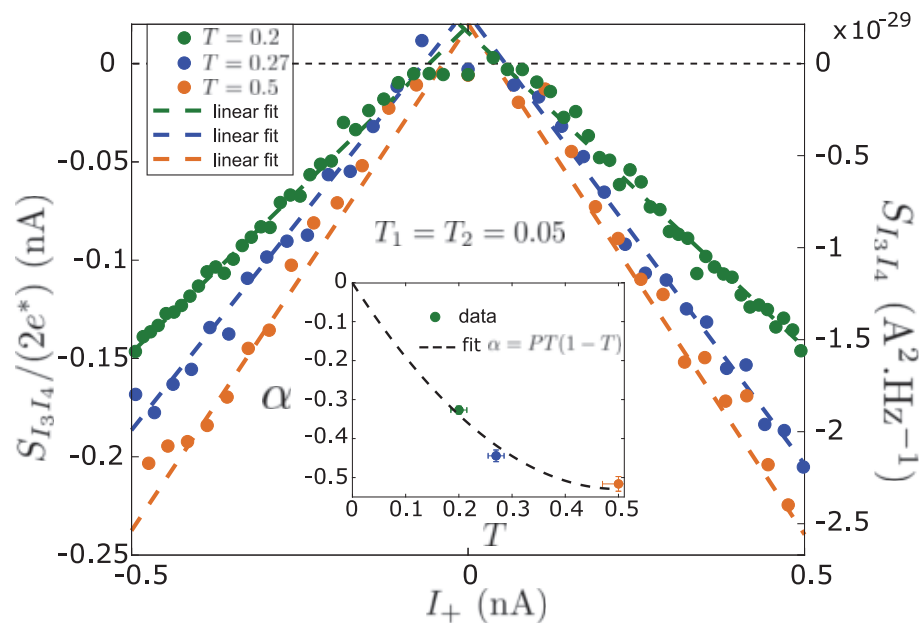 ×10⁻²⁹
T = 0.2
T = 0.27
T = 0.5
linear fit
linear fit
linear fit
0
-0.05
-0.1
-0.15
-0.2
-0.25
S_{I₃I₄}/(2e*) (nA)
0
-0.5
-1
-1.5
-2
-2.5
S_{I₃I₄} (A².Hz⁻¹)
T₁ = T₂ = 0.05
0
-0.1
-0.2
-0.3
-0.4
-0.5
α
data
fit α = PT(1 − T)
0 0.1 0.2 0.3 0.4 0.5
T
-0.5 0 0.5
I₊ (nA)